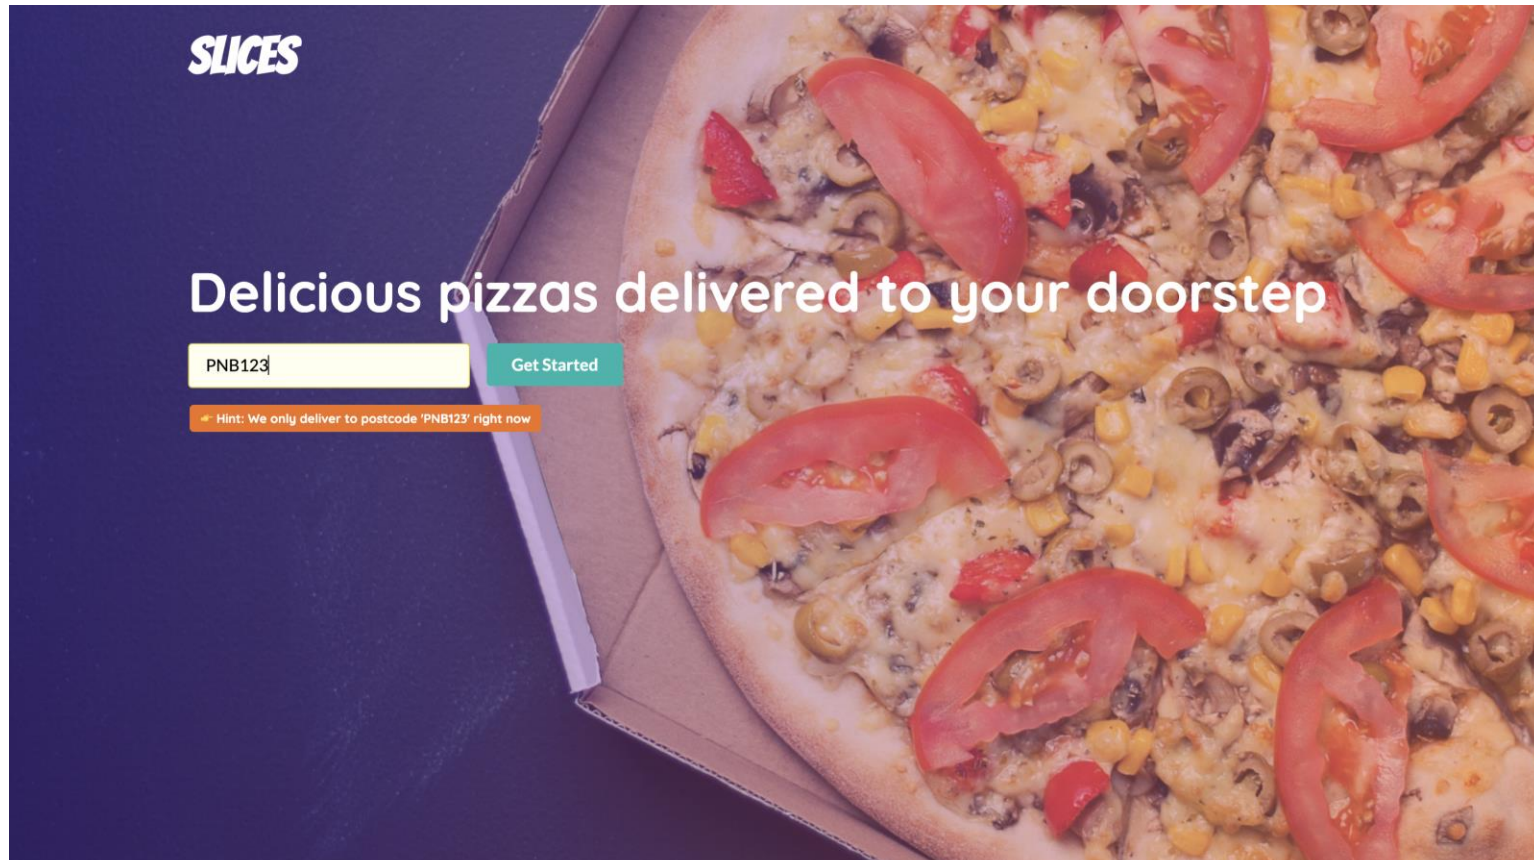 SLICES
Delicious pizzas delivered to your doorstep
PNB123 Get Started
👉 Hint: We only deliver to postcode 'PNB123' right now